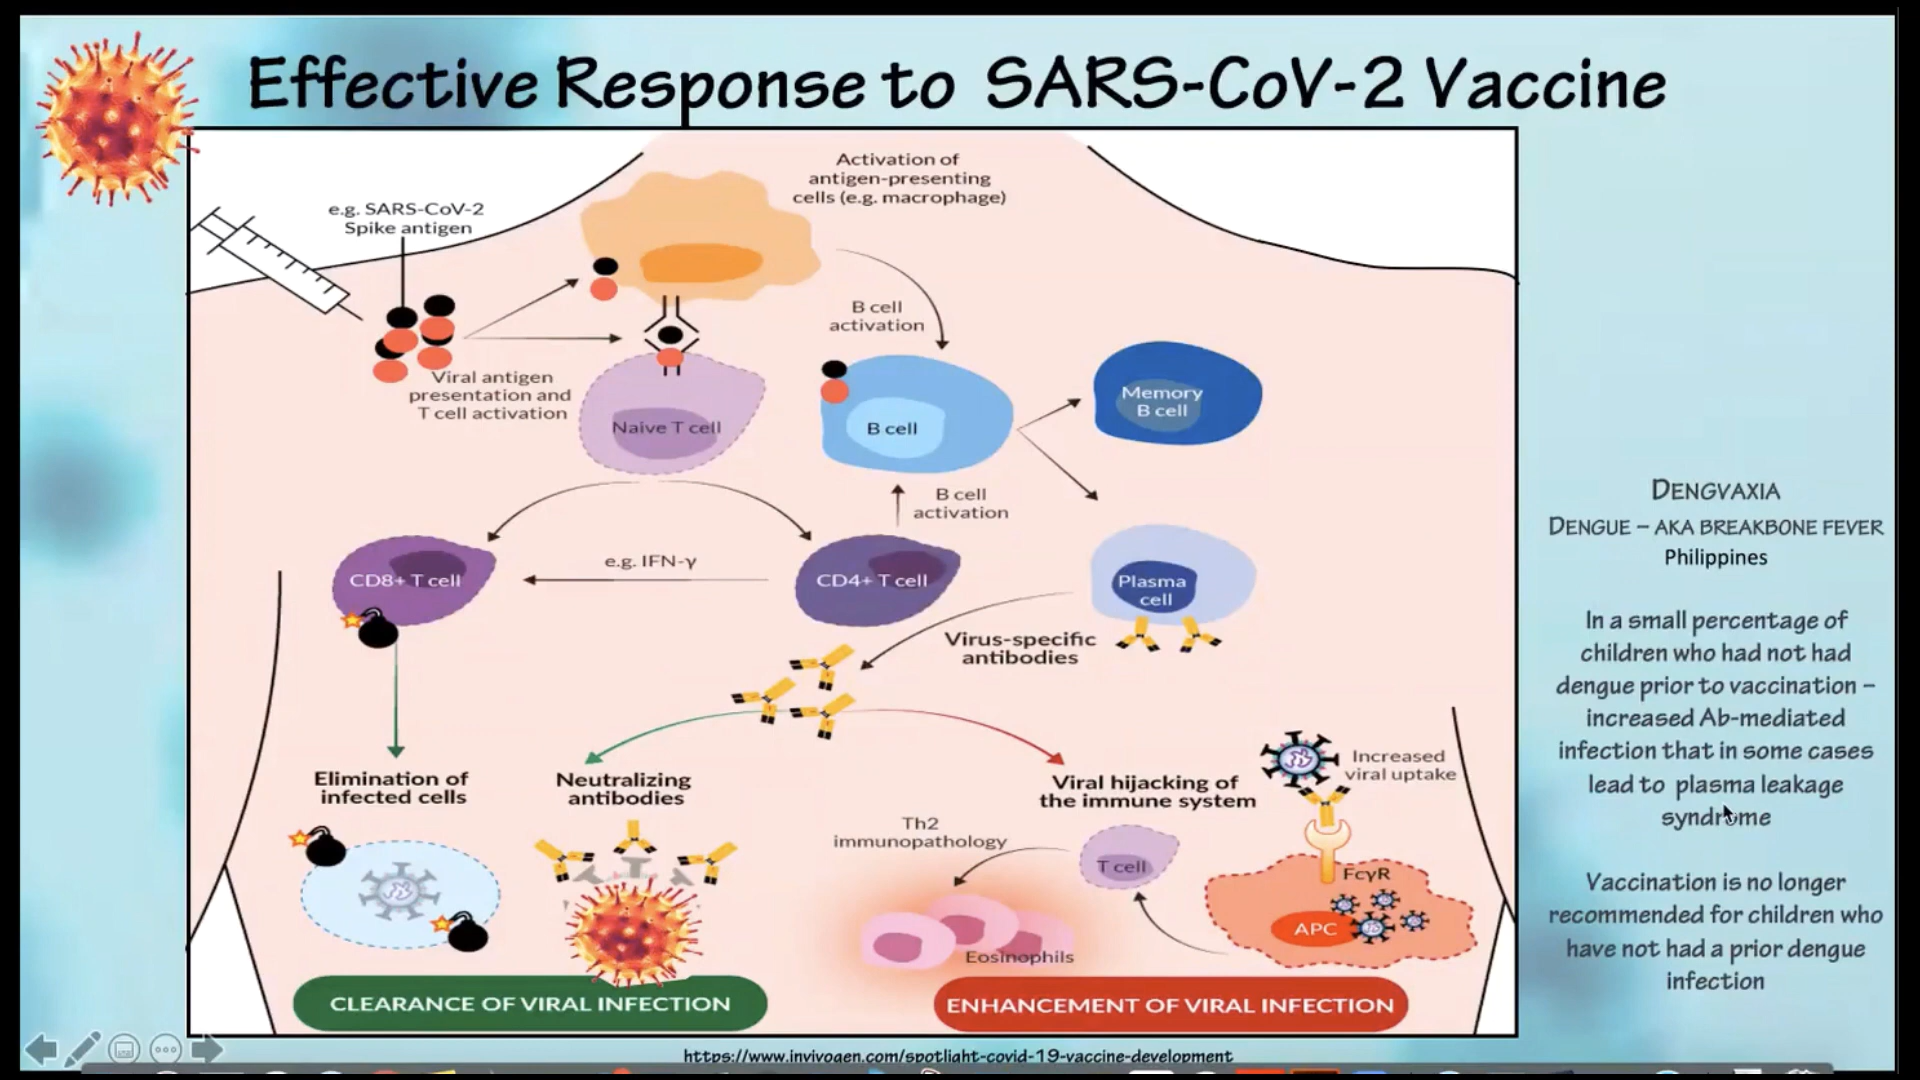 Effective Response to SARS-CoV-2 Vaccine
Activation of
antigen-presenting
cells (e.g. macrophage)
e.g. SARS-CoV-2
Spike antigen
B cell
activation
Viral antigen
presentation and
T cell activation
Naive T cell
B cell
Memory
B cell
B cell
activation
CD8+ T cell
e.g. IFN-γ
CD4+ T cell
Plasma
cell
Virus-specific
antibodies
Elimination of
infected cells
Neutralizing
antibodies
Viral hijacking of
the immune system
Increased
viral uptake
Th2
immunopathology
T cell
FcγR
APC
Eosinophils
CLEARANCE OF VIRAL INFECTION
ENHANCEMENT OF VIRAL INFECTION
DENGVAXIA
DENGUE – AKA BREAKBONE FEVER
Philippines
In a small percentage of
children who had not had
dengue prior to vaccination –
increased Ab-mediated
infection that in some cases
lead to plasma leakage
syndrome
Vaccination is no longer
recommended for children who
have not had a prior dengue
infection
https://www.invivogen.com/spotlight-covid-19-vaccine-development